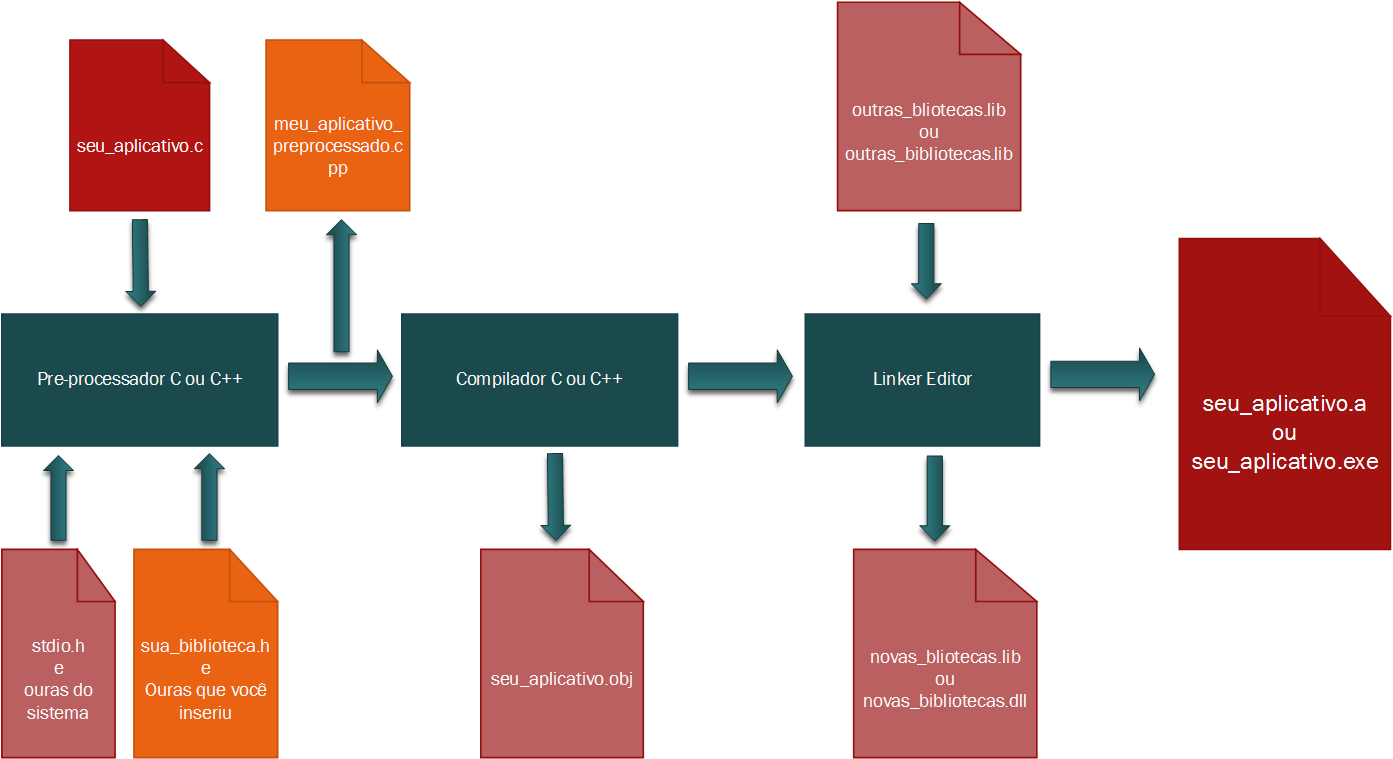 seu_aplicativo.c
meu_aplicativo_
preprocessado.c
pp
outras_bliotecas.lib
ou
outras_bibliotecas.lib
Pre-processador C ou C++
Compilador C ou C++
Linker Editor
seu_aplicativo.a
ou
seu_aplicativo.exe
stdio.h
e
ouras do
sistema
sua_biblioteca.h
e
Ouras que você
inseriu
seu_aplicativo.obj
novas_bliotecas.lib
ou
novas_bibliotecas.dll